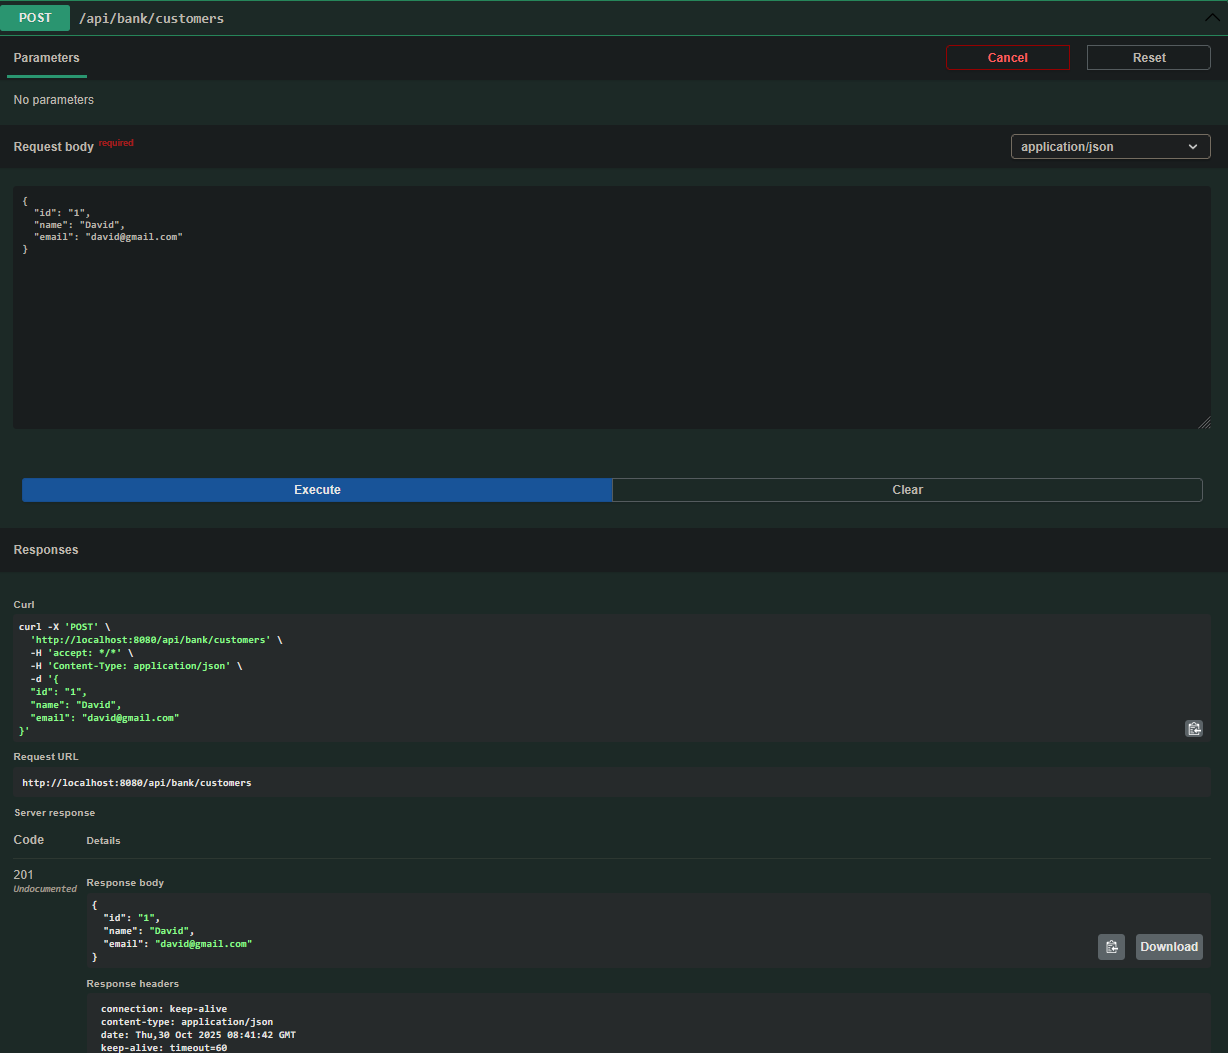 POST /api/bank/customers
Parameters Cancel Reset
No parameters
Request body required application/json
{
  "id": "1",
  "name": "David",
  "email": "david@gmail.com"
}
Execute Clear
Responses
Curl
curl -X 'POST' \
  'http://localhost:8080/api/bank/customers' \
  -H 'accept: */*' \
  -H 'Content-Type: application/json' \
  -d '{
  "id": "1",
  "name": "David",
  "email": "david@gmail.com"
}'
Request URL
http://localhost:8080/api/bank/customers
Server response
Code Details
201
Undocumented
Response body
{
  "id": "1",
  "name": "David",
  "email": "david@gmail.com"
}
Download
Response headers
connection: keep-alive
content-type: application/json
date: Thu,30 Oct 2025 08:41:42 GMT
keep-alive: timeout=60